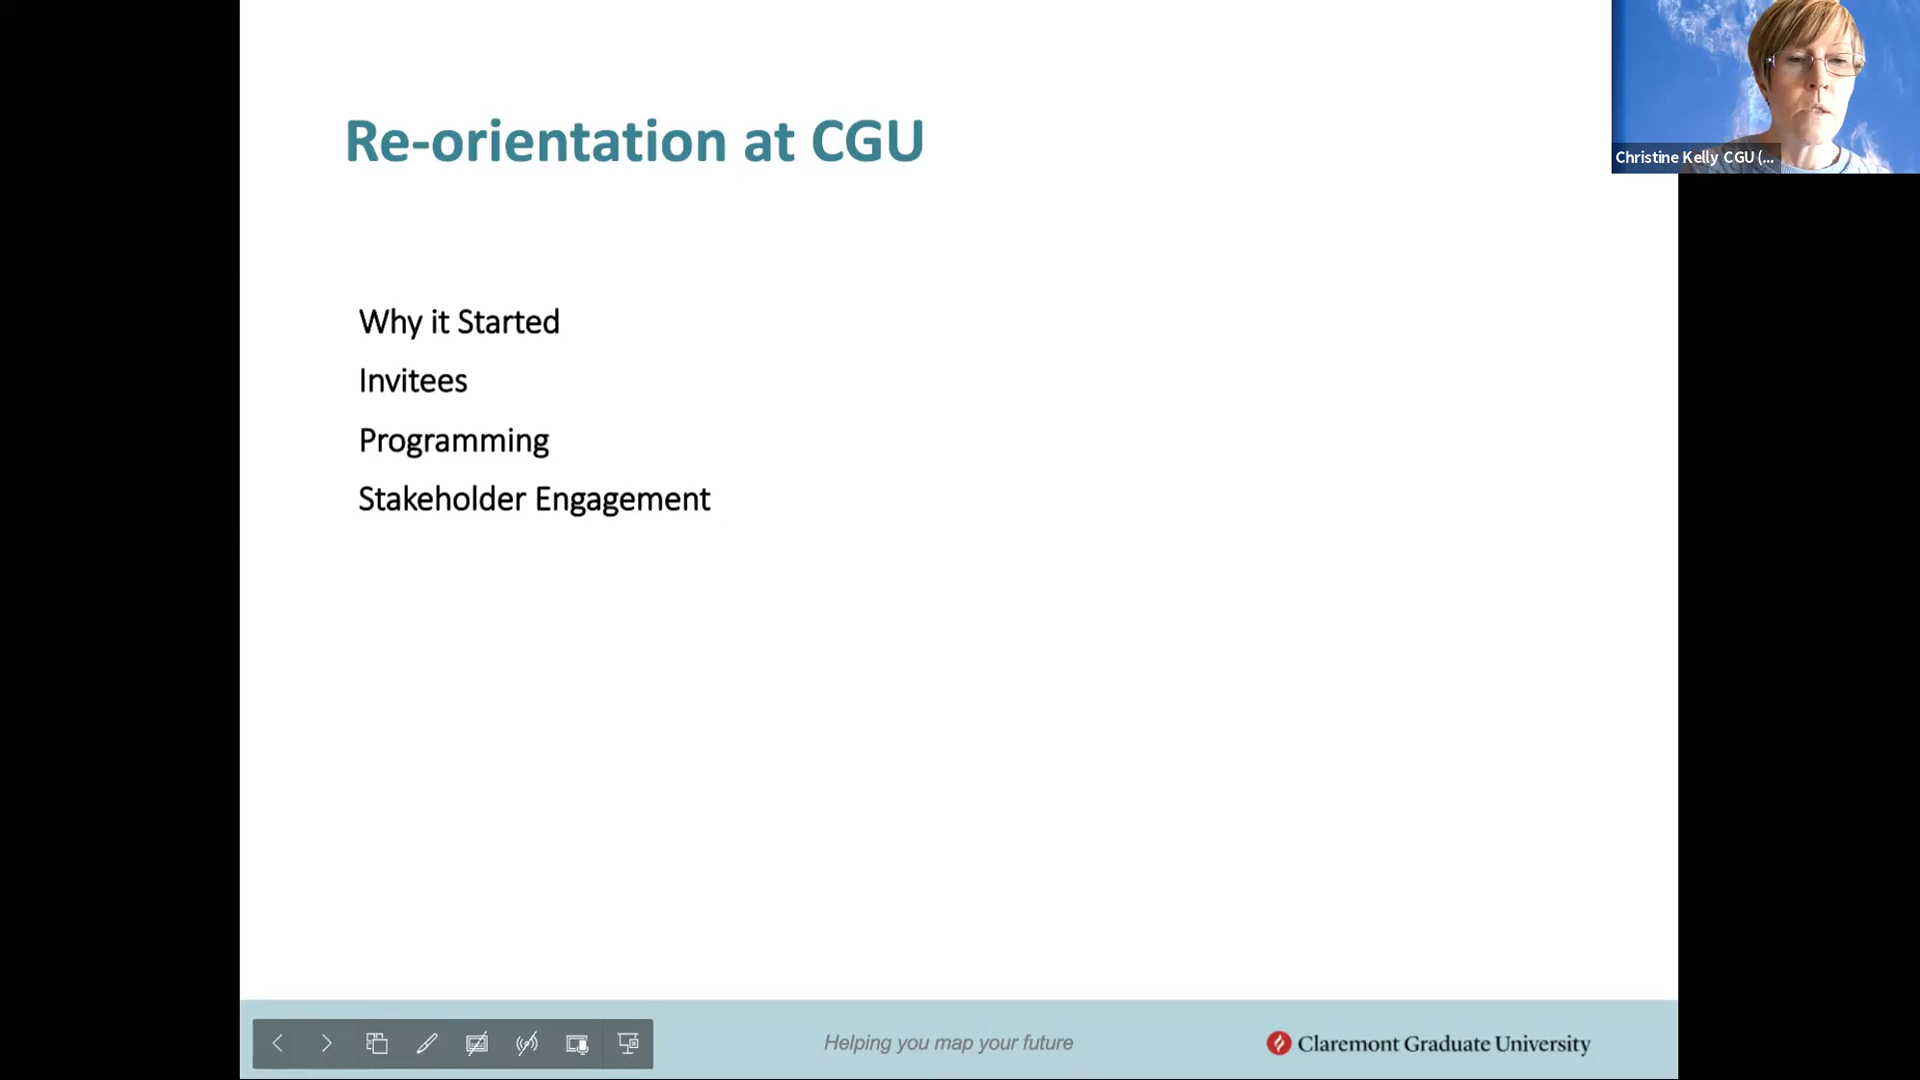 Re-orientation at CGU
Christine Kelly CGU (...
Why it Started
Invitees
Programming
Stakeholder Engagement
Helping you map your future
Claremont Graduate University